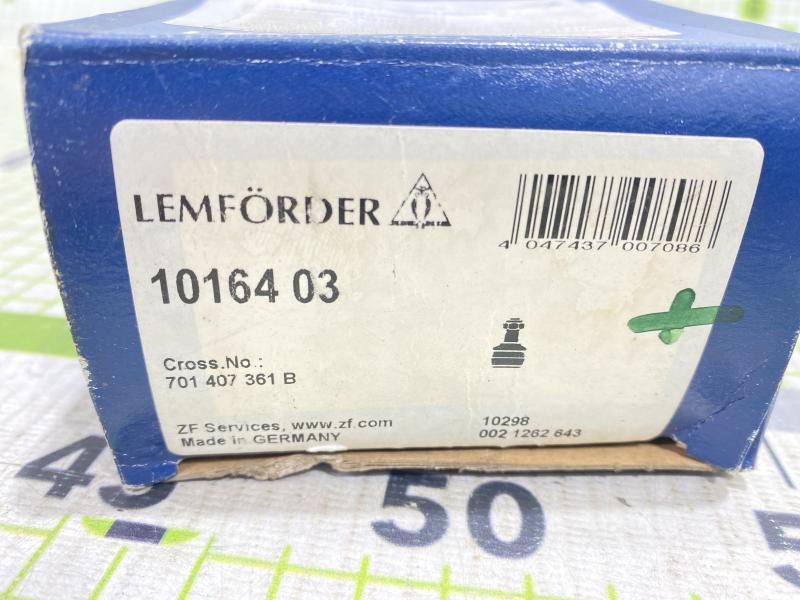 LEMFÖRDER
4 047437 007086
10164 03
Cross.No.:
701 407 361 B
ZF Services, www.zf.com
Made in GERMANY
10298
002 1262 643
45
50